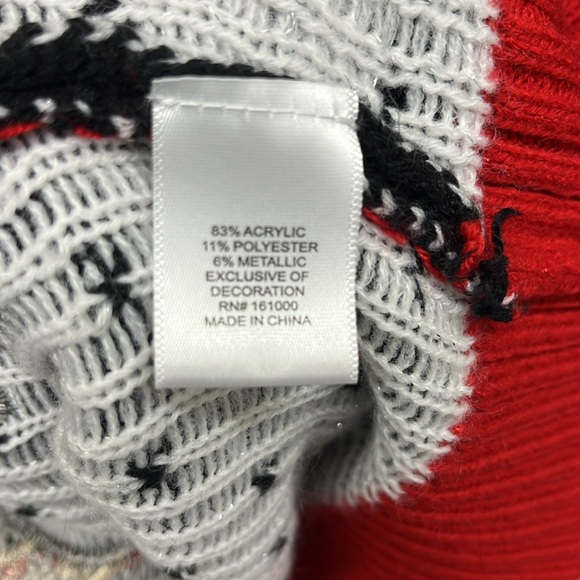 83% ACRYLIC
11% POLYESTER
6% METALLIC
EXCLUSIVE OF
DECORATION
RN# 161000
MADE IN CHINA